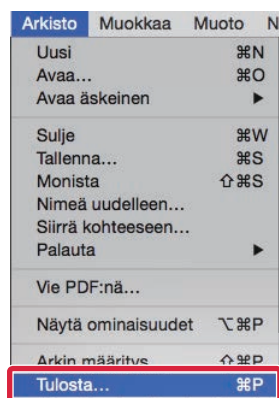 Arkisto Muokkaa Muoto N
Uusi ⌘N
Avaa... ⌘O
Avaa äskeinen ▶
Sulje ⌘W
Tallenna... ⌘S
Monista ⇧⌘S
Nimeä uudelleen...
Siirrä kohteeseen...
Palauta ▶
Vie PDF:nä...
Näytä ominaisuudet ⌥⌘P
Arkin määritys... ⇧⌘P
Tulosta... ⌘P